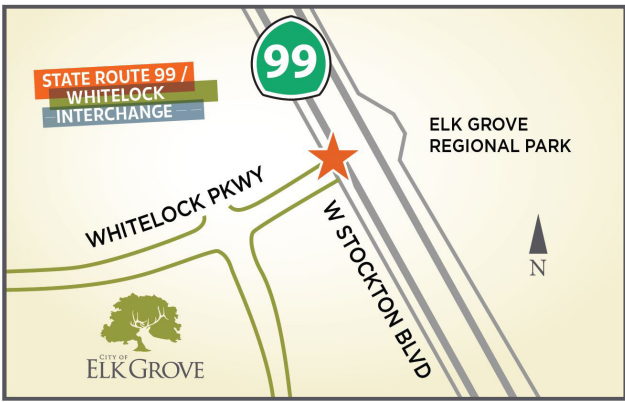 99
STATE ROUTE 99 /
WHITELOCK
INTERCHANGE
ELK GROVE
REGIONAL PARK
WHITELOCK PKWY
W STOCKTON BLVD
N
CITY OF
ELK GROVE